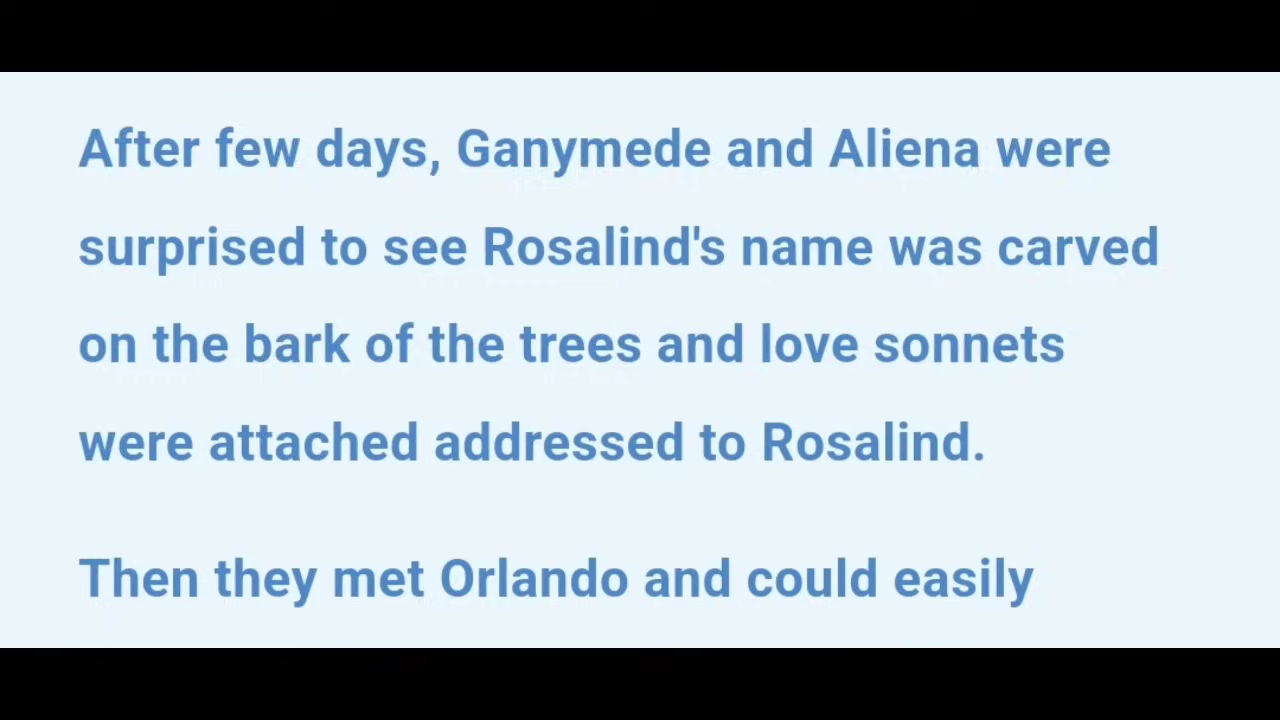 After few days, Ganymede and Aliena were
surprised to see Rosalind's name was carved
on the bark of the trees and love sonnets
were attached addressed to Rosalind.
Then they met Orlando and could easily